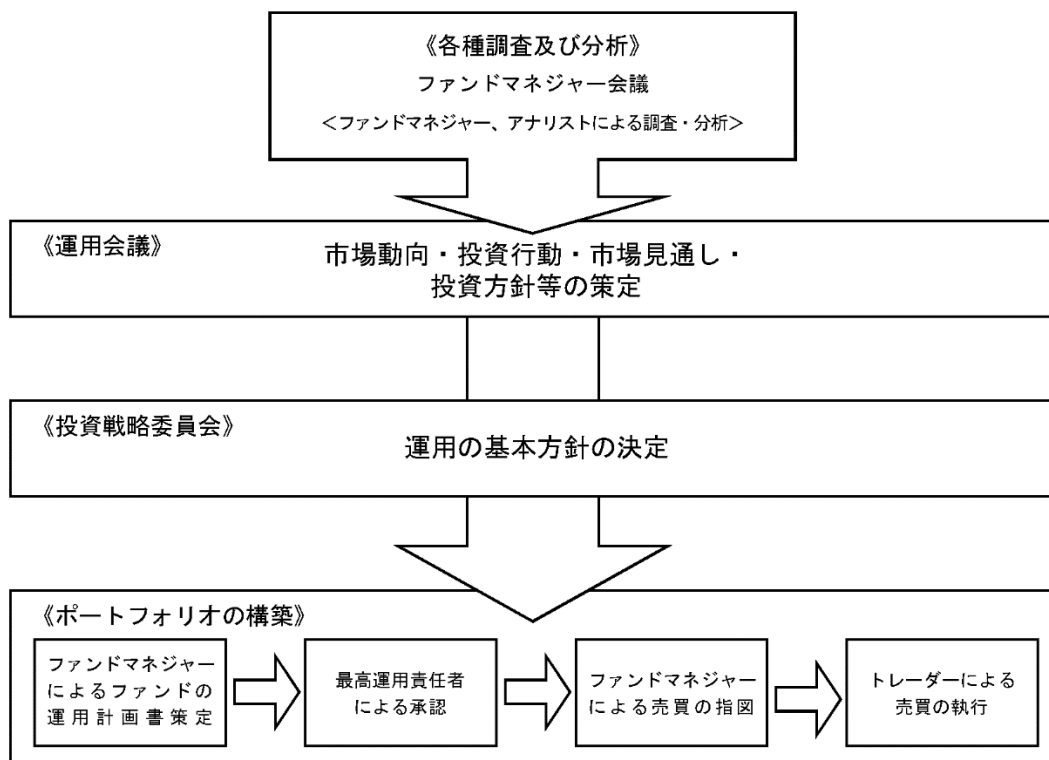 《各種調査及び分析》
ファンドマネジャー会議
＜ファンドマネジャー、アナリストによる調査・分析＞
《運用会議》
市場動向・投資行動・市場見通し・
投資方針等の策定
《投資戦略委員会》
運用の基本方針の決定
《ポートフォリオの構築》
ファンドマネジャー
によるファンドの
運用計画書策定
最高運用責任者
による承認
ファンドマネジャー
による売買の指図
トレーダーによる
売買の執行